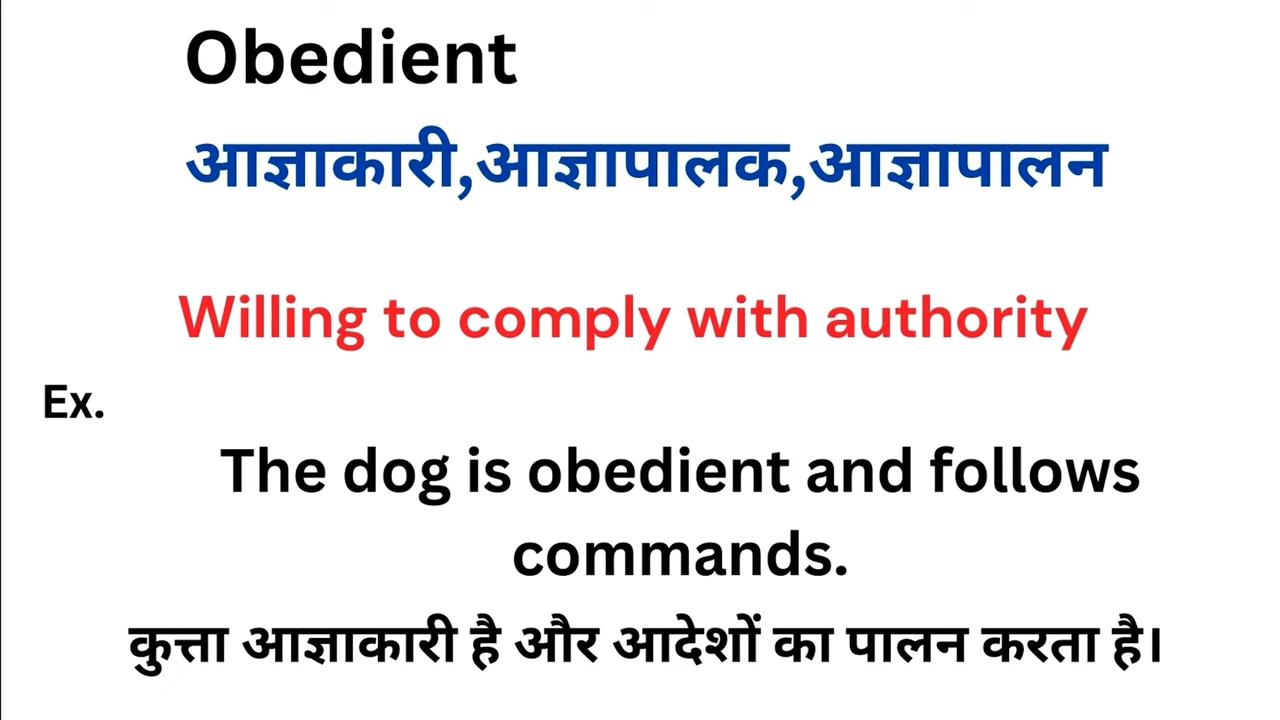 Obedient
आज्ञाकारी,आज्ञापालक,आज्ञापालन
Willing to comply with authority
Ex.
The dog is obedient and follows
commands.
कुत्ता आज्ञाकारी है और आदेशों का पालन करता है।